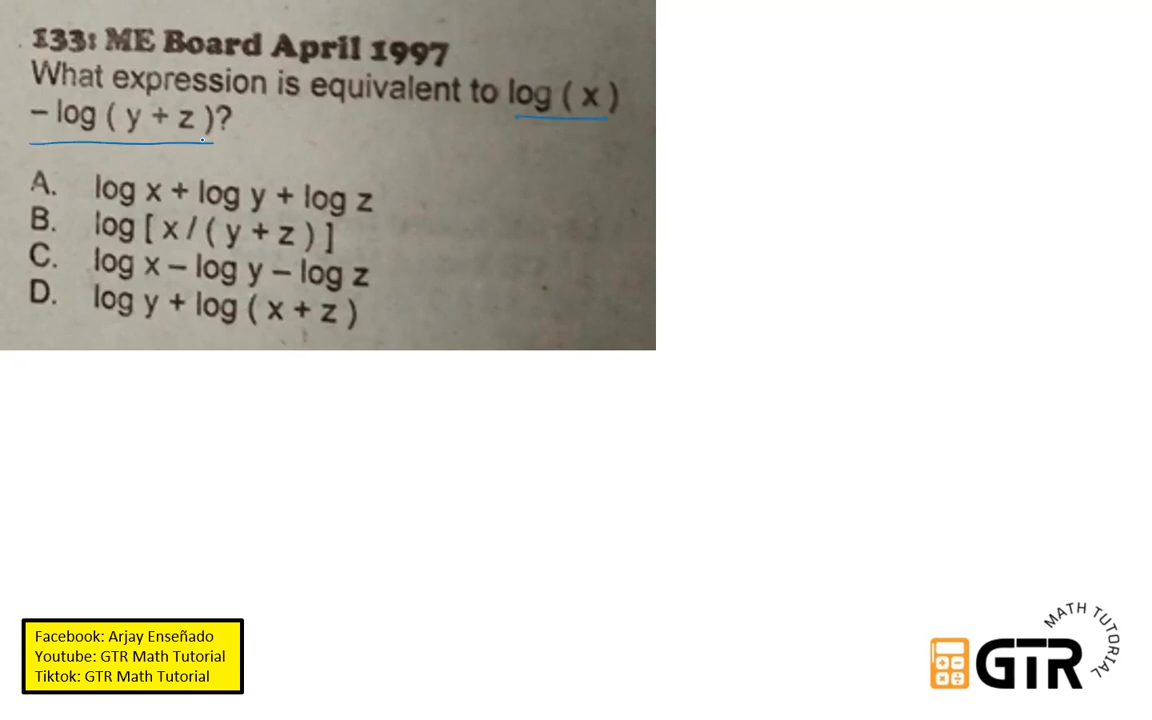 133: ME Board April 1997
What expression is equivalent to log ( x )
– log ( y + z )?
A. log x + log y + log z
B. log [ x / ( y + z ) ]
C. log x – log y – log z
D. log y + log ( x + z )
Facebook: Arjay Enseñado
Youtube: GTR Math Tutorial
Tiktok: GTR Math Tutorial
GTR
MATH TUTORIAL